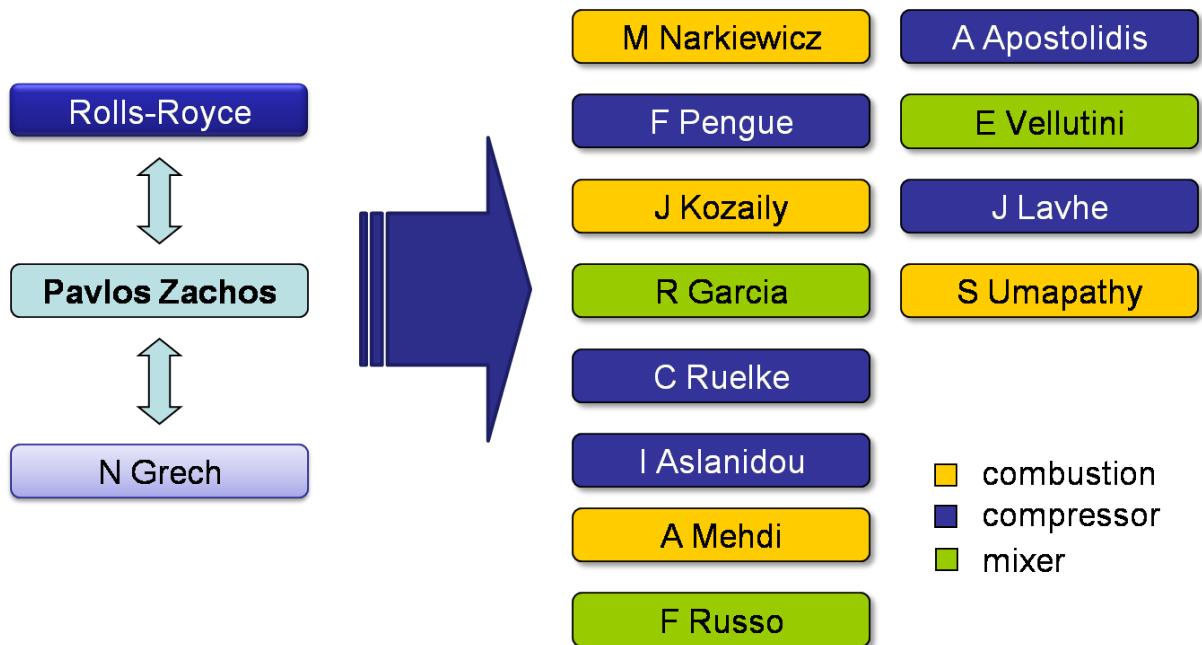 Rolls-Royce
Pavlos Zachos
N Grech
M Narkiewicz
F Pengue
J Kozaily
R Garcia
C Ruelke
I Aslanidou
A Mehdi
F Russo
A Apostolidis
E Vellutini
J Lavhe
S Umapathy
combustion
compressor
mixer